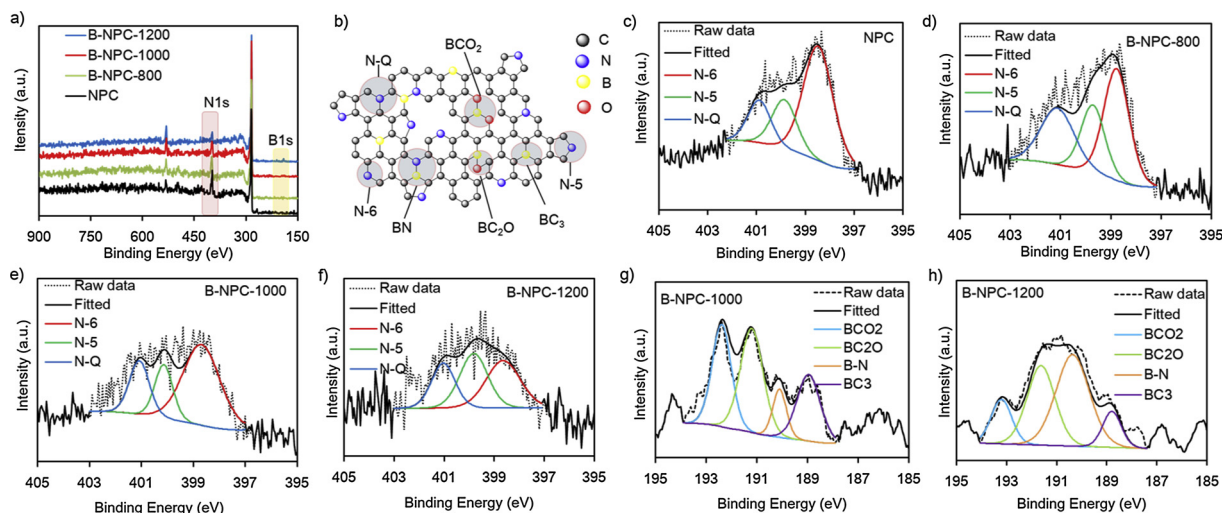 a)
B-NPC-1200
B-NPC-1000
B-NPC-800
NPC
N1s
B1s
Intensity (a.u.)
900 750 600 450 300 150
Binding Energy (eV)
b)
N-Q
BCO2
C
N
B
O
N-5
N-6
BN
BC2O
BC3
c)
Raw data
Fitted
N-6
N-5
N-Q
NPC
Intensity (a.u.)
405 403 401 399 397 395
Binding Energy (eV)
d)
Raw data
Fitted
N-6
N-5
N-Q
B-NPC-800
Intensity (a.u.)
405 403 401 399 397 395
Binding Energy (eV)
e)
Raw data
Fitted
N-6
N-5
N-Q
B-NPC-1000
Intensity (a.u.)
405 403 401 399 397 395
Binding Energy (eV)
f)
Raw data
Fitted
N-6
N-5
N-Q
B-NPC-1200
Intensity (a.u.)
405 403 401 399 397 395
Binding Energy (eV)
g)
B-NPC-1000
Raw data
Fitted
BCO2
BC2O
B-N
BC3
Intensity (a.u.)
195 193 191 189 187 185
Binding Energy (eV)
h)
B-NPC-1200
Raw data
Fitted
BCO2
BC2O
B-N
BC3
Intensity (a.u.)
195 193 191 189 187 185
Binding Energy (eV)